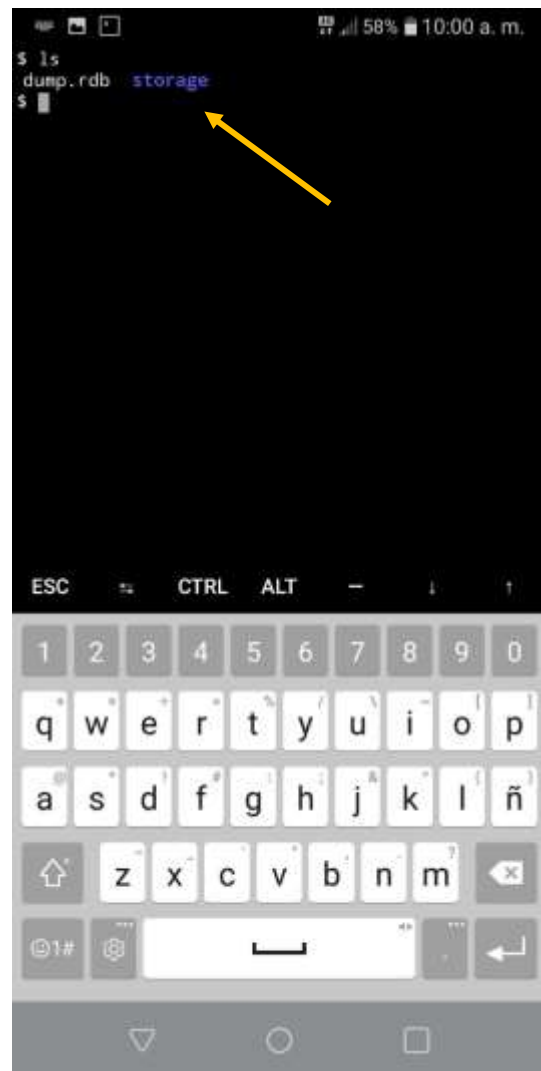 58% 10:00 a. m.
$ ls
dump.rdb storage
$
ESC CTRL ALT —
1 2 3 4 5 6 7 8 9 0
q w e r t y u i o p
a s d f g h j k l ñ
z x c v b n m
☺1# .